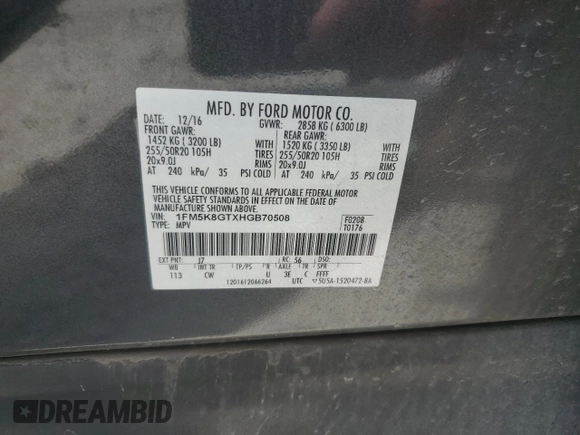 MFD. BY FORD MOTOR CO.
DATE: 12/16 GVWR: 2858 KG ( 6300 LB)
FRONT GAWR: REAR GAWR:
1452 KG ( 3200 LB) WITH 1520 KG ( 3350 LB) WITH
255/50R20 105H TIRES 255/50R20 105H TIRES
20x9.0J RIMS 20x9.0J RIMS
AT 240 kPa/ 35 PSI COLD AT 240 kPa/ 35 PSI COLD
THIS VEHICLE CONFORMS TO ALL APPLICABLE FEDERAL MOTOR
VEHICLE SAFETY STANDARDS IN EFFECT ON THE DATE OF
MANUFACTURE SHOWN ABOVE.
VIN: 1FM5K8GTXHGB70508 F0208
TYPE: MPV T0176
EXT PNT: J7 RC: 56 DSO:
WB INT TR TP/PS R AXLE TR SPR
113 CW U 3E C FFFF
1201612066264 UTC ▽5U5A-1520472-BA
DREAMBID